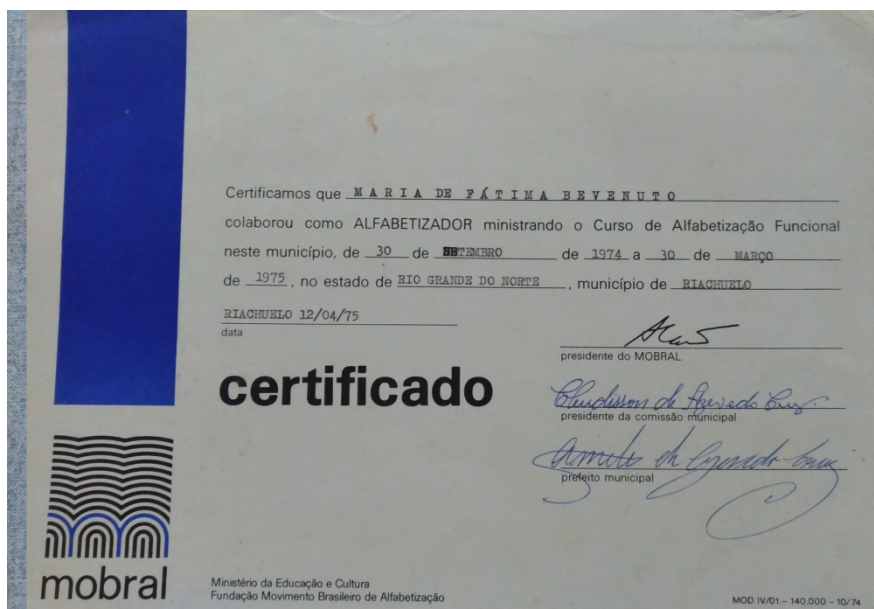 Certificamos que MARIA DE FÁTIMA BEVENUTO
colaborou como ALFABETIZADOR ministrando o Curso de Alfabetização Funcional
neste município, de 30 de SETEMBRO de 1974 a 30 de MARÇO
de 1975, no estado de RIO GRANDE DO NORTE, município de RIACHUELO
RIACHUELO 12/04/75
data
presidente do MOBRAL
certificado
Azevedo Cruz
presidente da comissão municipal
prefeito municipal
mobral
Ministério da Educação e Cultura
Fundação Movimento Brasileiro de Alfabetização
MOD IV/01 – 140.000 – 10/74